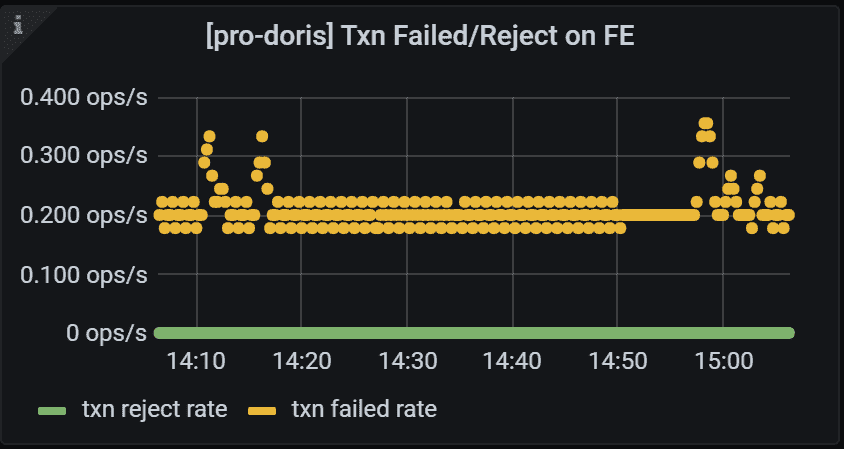 i
[pro-doris] Txn Failed/Reject on FE
0.400 ops/s
0.300 ops/s
0.200 ops/s
0.100 ops/s
0 ops/s
14:10 14:20 14:30 14:40 14:50 15:00
txn reject rate txn failed rate